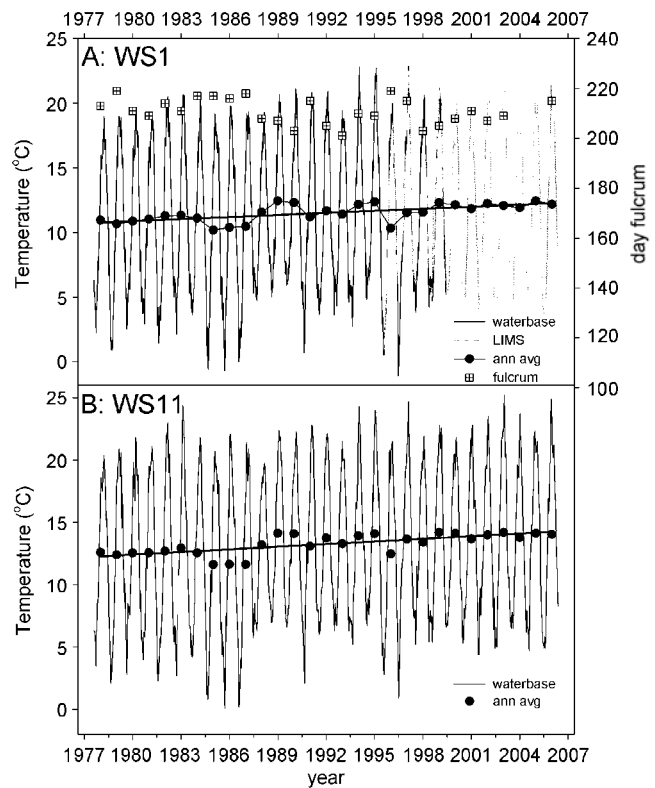 1977 1980 1983 1986 1989 1992 1995 1998 2001 2004 2007
A: WS1
25
20
15
10
5
0
Temperature (°C)
240
220
200
180
160
140
120
100
day fulcrum
waterbase
LIMS
ann avg
fulcrum
B: WS11
25
20
15
10
5
0
Temperature (°C)
waterbase
ann avg
1977 1980 1983 1986 1989 1992 1995 1998 2001 2004 2007
year